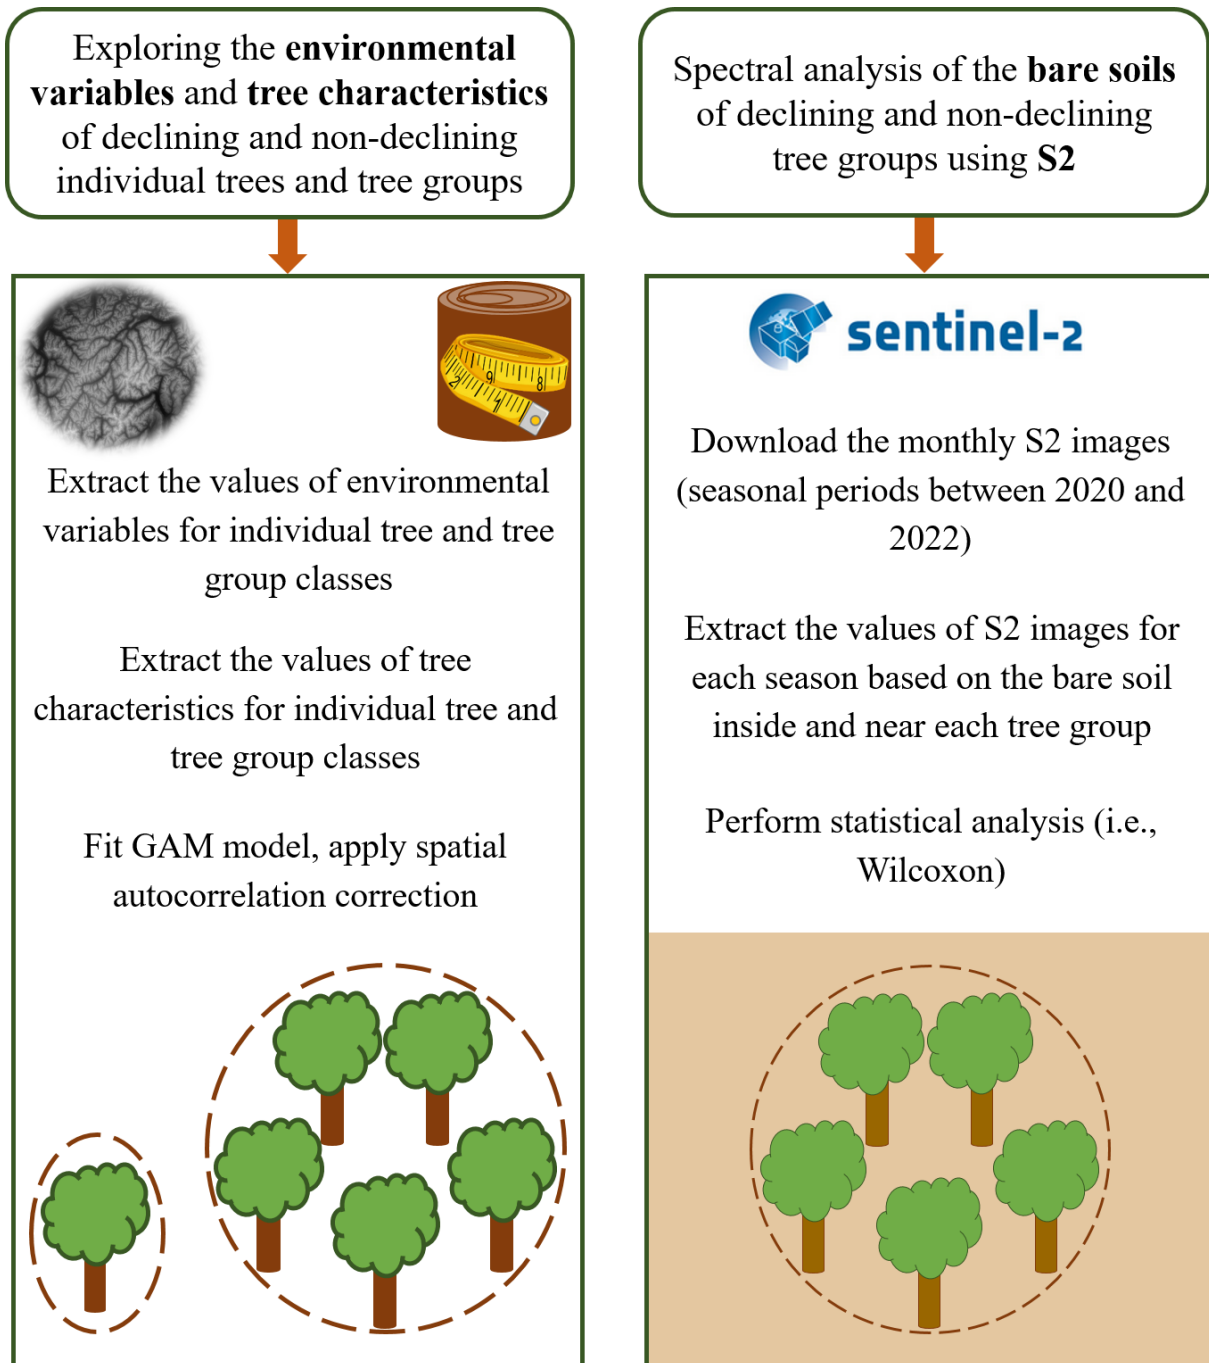 Exploring the environmental
variables and tree characteristics
of declining and non-declining
individual trees and tree groups
Extract the values of environmental
variables for individual tree and tree
group classes
Extract the values of tree
characteristics for individual tree and
tree group classes
Fit GAM model, apply spatial
autocorrelation correction
Spectral analysis of the bare soils
of declining and non-declining
tree groups using S2
sentinel-2
Download the monthly S2 images
(seasonal periods between 2020 and
2022)
Extract the values of S2 images for
each season based on the bare soil
inside and near each tree group
Perform statistical analysis (i.e.,
Wilcoxon)